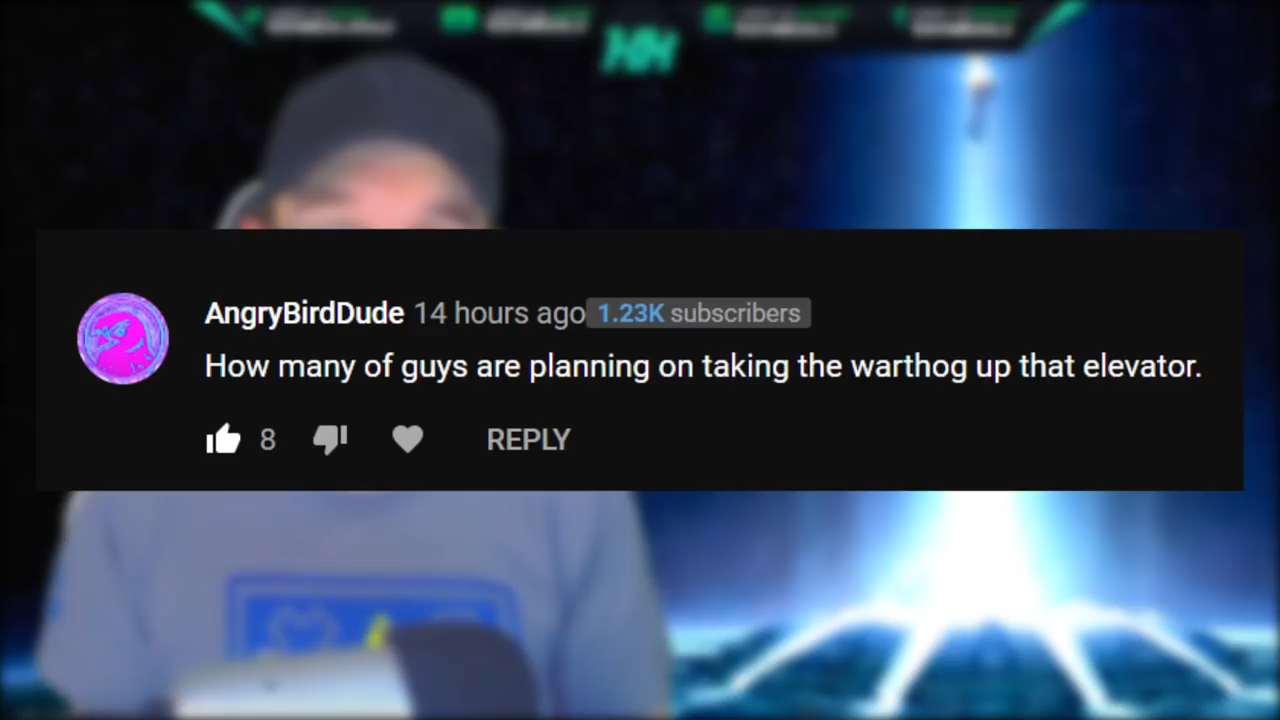 HH
AngryBirdDude 14 hours ago 1.23K subscribers
How many of guys are planning on taking the warthog up that elevator.
8
REPLY